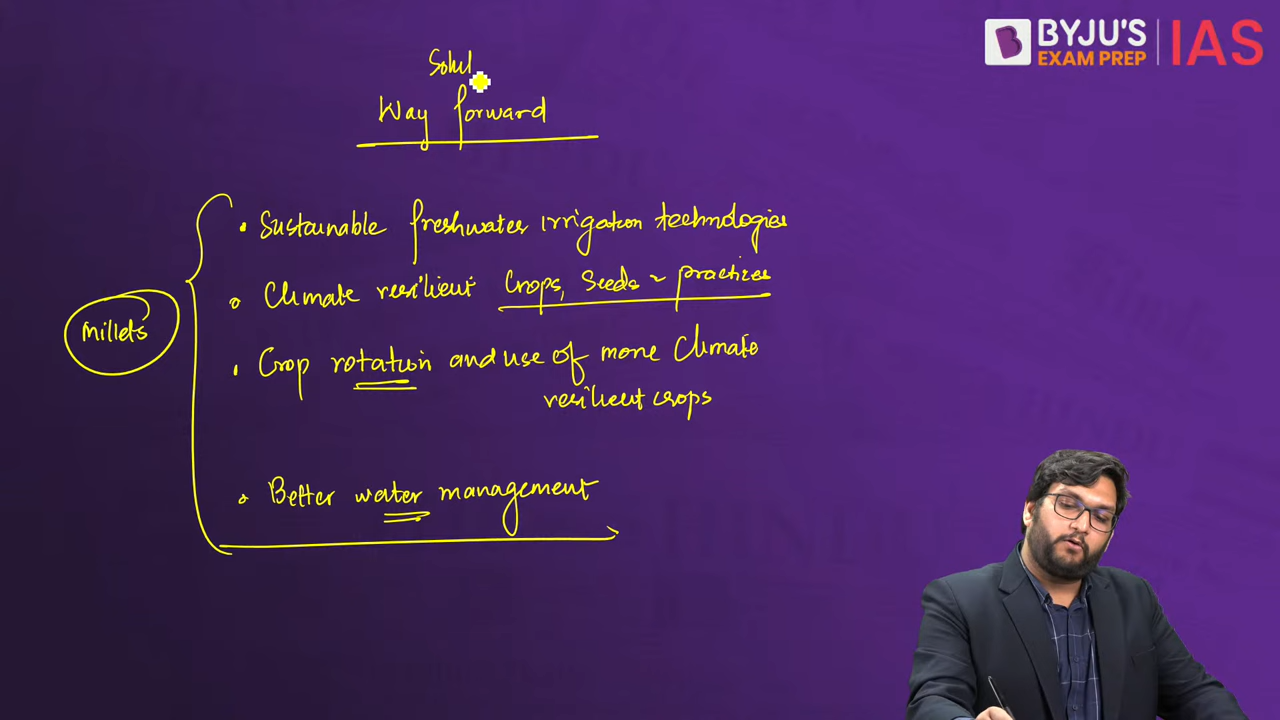 BYJU'S
EXAM PREP
IAS
Solut
Way forward
• Sustainable freshwater irrigation technologies
• Climate resilient Crops, Seeds ~ practices
Millets
• Crop rotation and use of more Climate
resilient crops
• Better water management